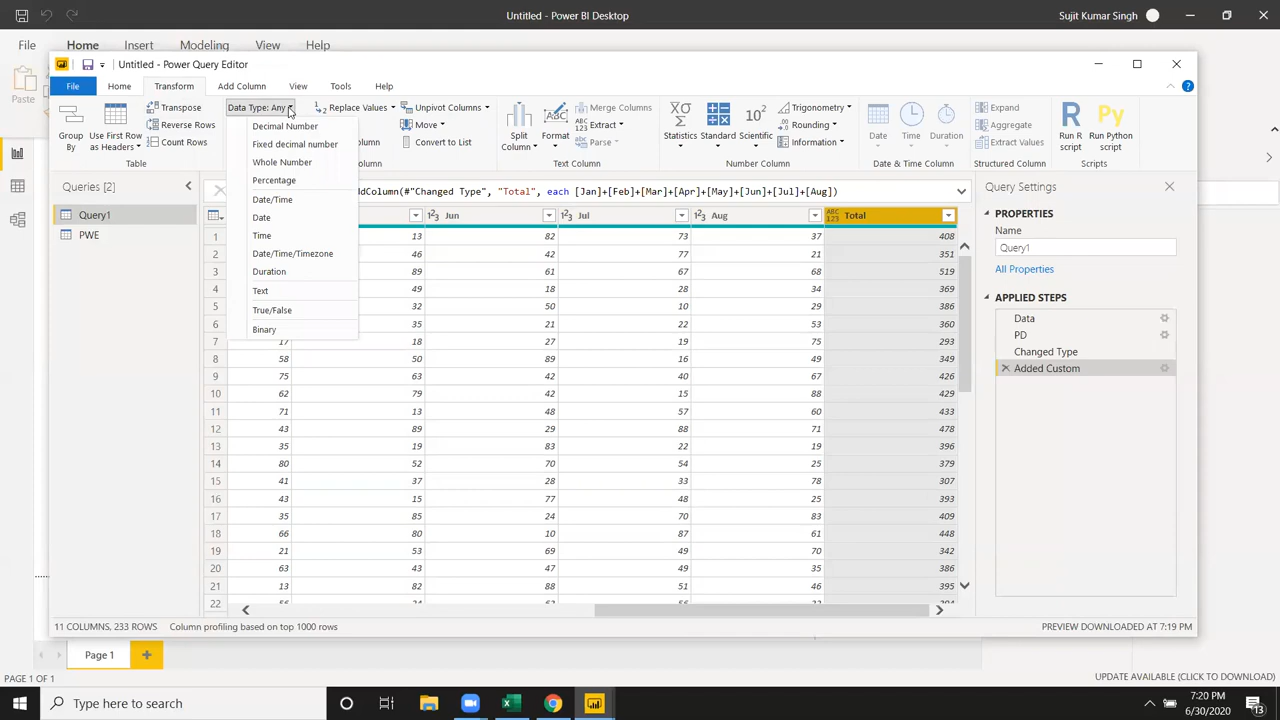 Untitled - Power BI Desktop
Sujit Kumar Singh
File Home Insert Modeling View Help
Paste
Untitled - Power Query Editor
File Home Transform Add Column View Tools Help
Group By
Use First Row as Headers
Transpose
Reverse Rows
Count Rows
Table
Data Type: Any
Decimal Number
Fixed decimal number
Whole Number
Percentage
Date/Time
Date
Time
Date/Time/Timezone
Duration
Text
True/False
Binary
Replace Values
Unpivot Columns
Move
Convert to List
Split Column
Format
Merge Columns
Extract
Parse
Text Column
Statistics
Standard
Scientific
Trigonometry
Rounding
Information
Number Column
Date
Time
Duration
Date & Time Column
Expand
Aggregate
Extract Values
Structured Column
Run R script
Run Python script
Scripts
Queries [2]
Query1
PWE
"Changed Type", "Total", each [Jan]+[Feb]+[Mar]+[Apr]+[May]+[Jun]+[Jul]+[Aug])
Jun Jul Aug Total
1 13 82 73 37 408
2 46 42 77 21 351
3 89 61 67 68 519
4 49 18 28 34 369
5 32 50 10 29 386
6 35 21 22 53 360
7 17 18 27 19 35 293
8 58 50 89 16 49 349
9 75 63 42 40 67 426
10 62 79 42 15 88 429
11 71 13 48 57 60 433
12 43 89 29 88 71 478
13 35 19 83 22 19 396
14 80 52 70 54 25 379
15 41 37 28 33 78 307
16 43 15 77 48 25 393
17 35 85 24 70 83 409
18 66 80 10 87 61 448
19 21 53 69 49 70 342
20 63 43 47 49 35 386
21 13 82 88 51 46 395
22
Query Settings
PROPERTIES
Name
Query1
All Properties
APPLIED STEPS
Data
PD
Changed Type
Added Custom
11 COLUMNS, 233 ROWS Column profiling based on top 1000 rows
PREVIEW DOWNLOADED AT 7:19 PM
Page 1
PAGE 1 OF 1
UPDATE AVAILABLE (CLICK TO DOWNLOAD)
Type here to search
7:20 PM
6/30/2020